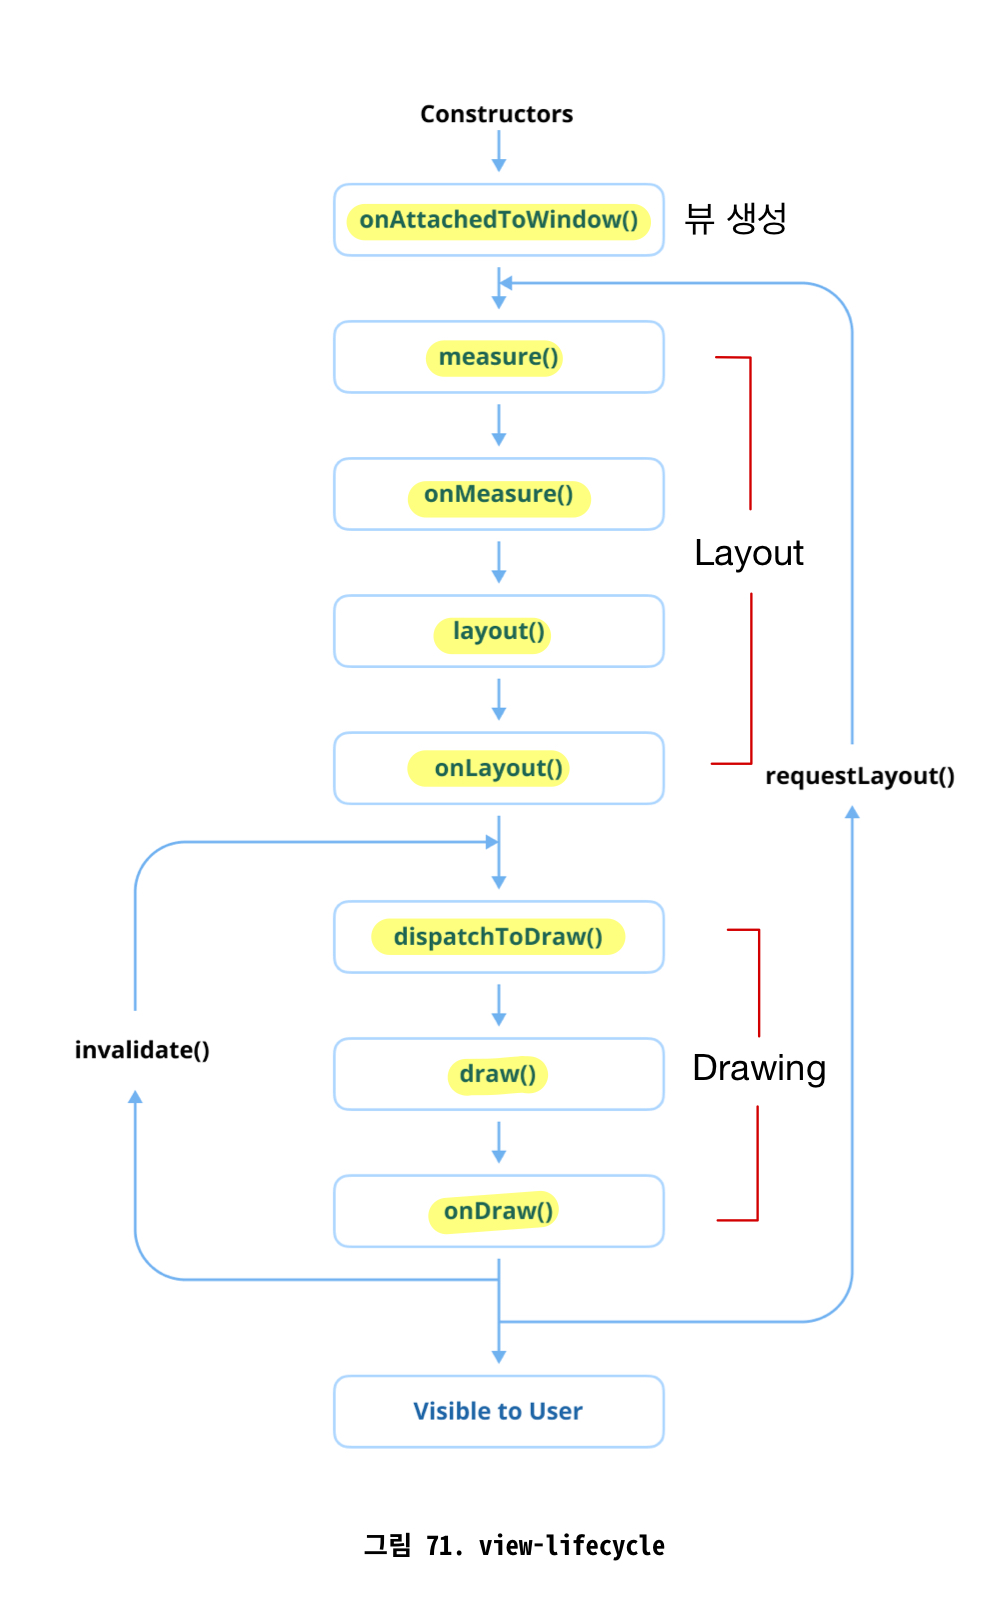 Constructors
onAttachedToWindow()
뷰 생성
measure()
onMeasure()
Layout
layout()
onLayout()
requestLayout()
dispatchToDraw()
invalidate()
draw()
Drawing
onDraw()
Visible to User
그림 71. view-lifecycle